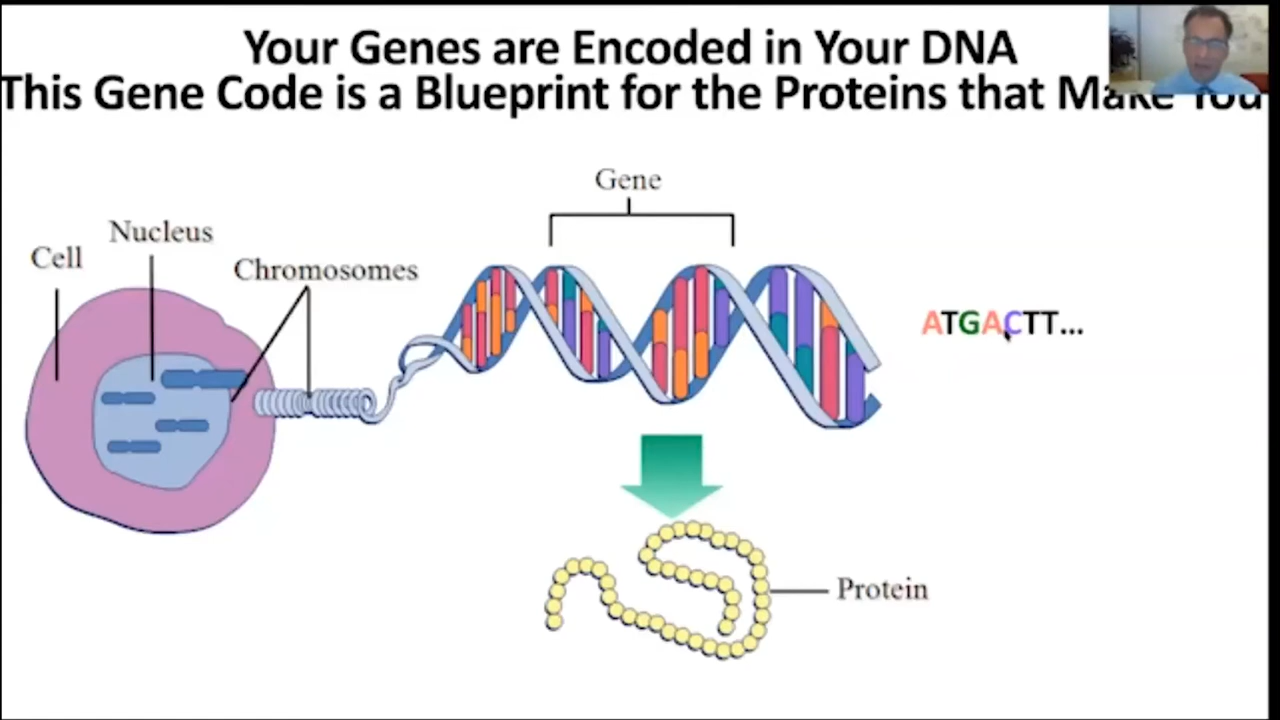 Your Genes are Encoded in Your DNA
This Gene Code is a Blueprint for the Proteins that Make You
Gene
Nucleus
Cell
Chromosomes
ATGACTT...
Protein